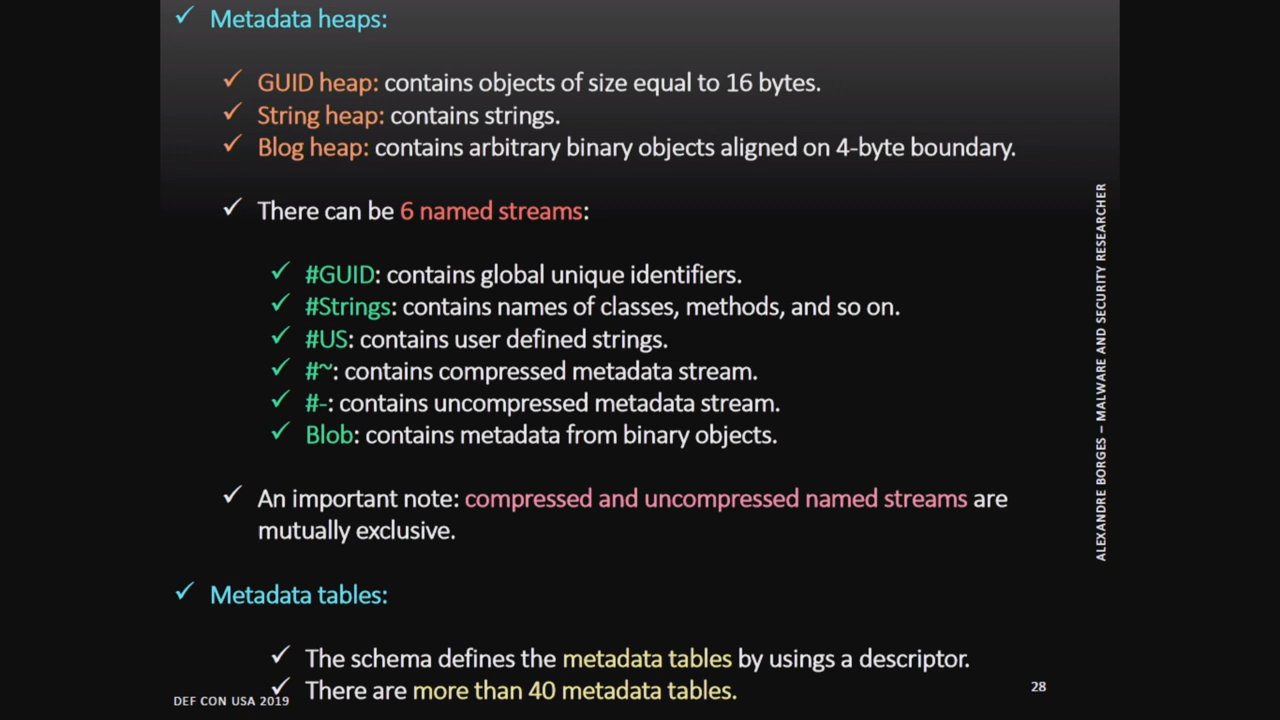 ✓ Metadata heaps:
✓ GUID heap: contains objects of size equal to 16 bytes.
✓ String heap: contains strings.
✓ Blog heap: contains arbitrary binary objects aligned on 4-byte boundary.
✓ There can be 6 named streams:
✓ #GUID: contains global unique identifiers.
✓ #Strings: contains names of classes, methods, and so on.
✓ #US: contains user defined strings.
✓ #~: contains compressed metadata stream.
✓ #-: contains uncompressed metadata stream.
✓ Blob: contains metadata from binary objects.
✓ An important note: compressed and uncompressed named streams are
mutually exclusive.
✓ Metadata tables:
✓ The schema defines the metadata tables by usings a descriptor.
✓ There are more than 40 metadata tables.
DEF CON USA 2019
28
ALEXANDRE BORGES – MALWARE AND SECURITY RESEARCHER